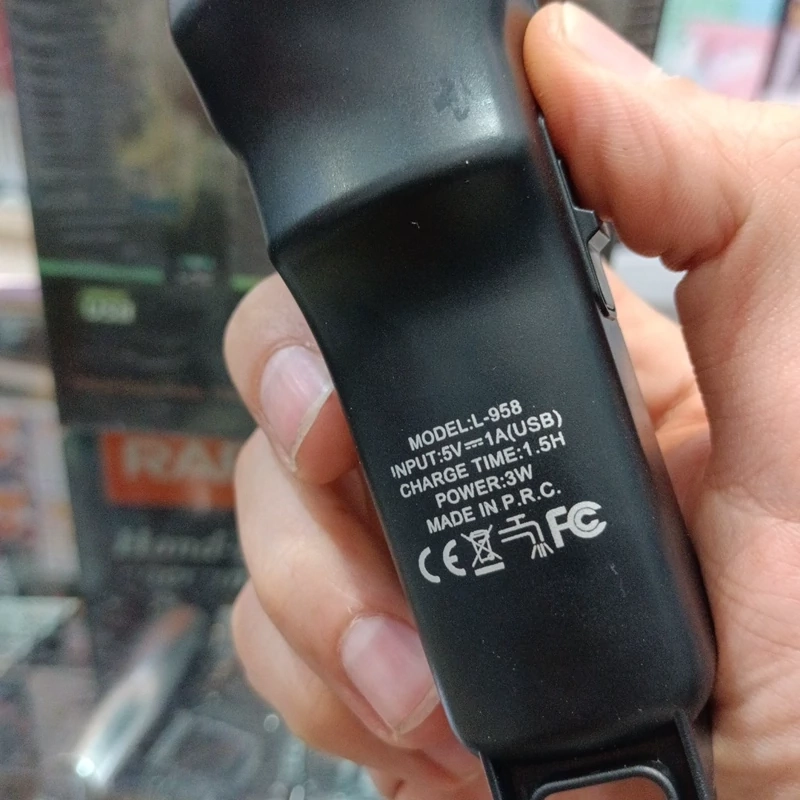 MODEL:L-958
INPUT:5V⎓1A(USB)
CHARGE TIME:1.5H
POWER:3W
MADE IN P.R.C.
CE FC